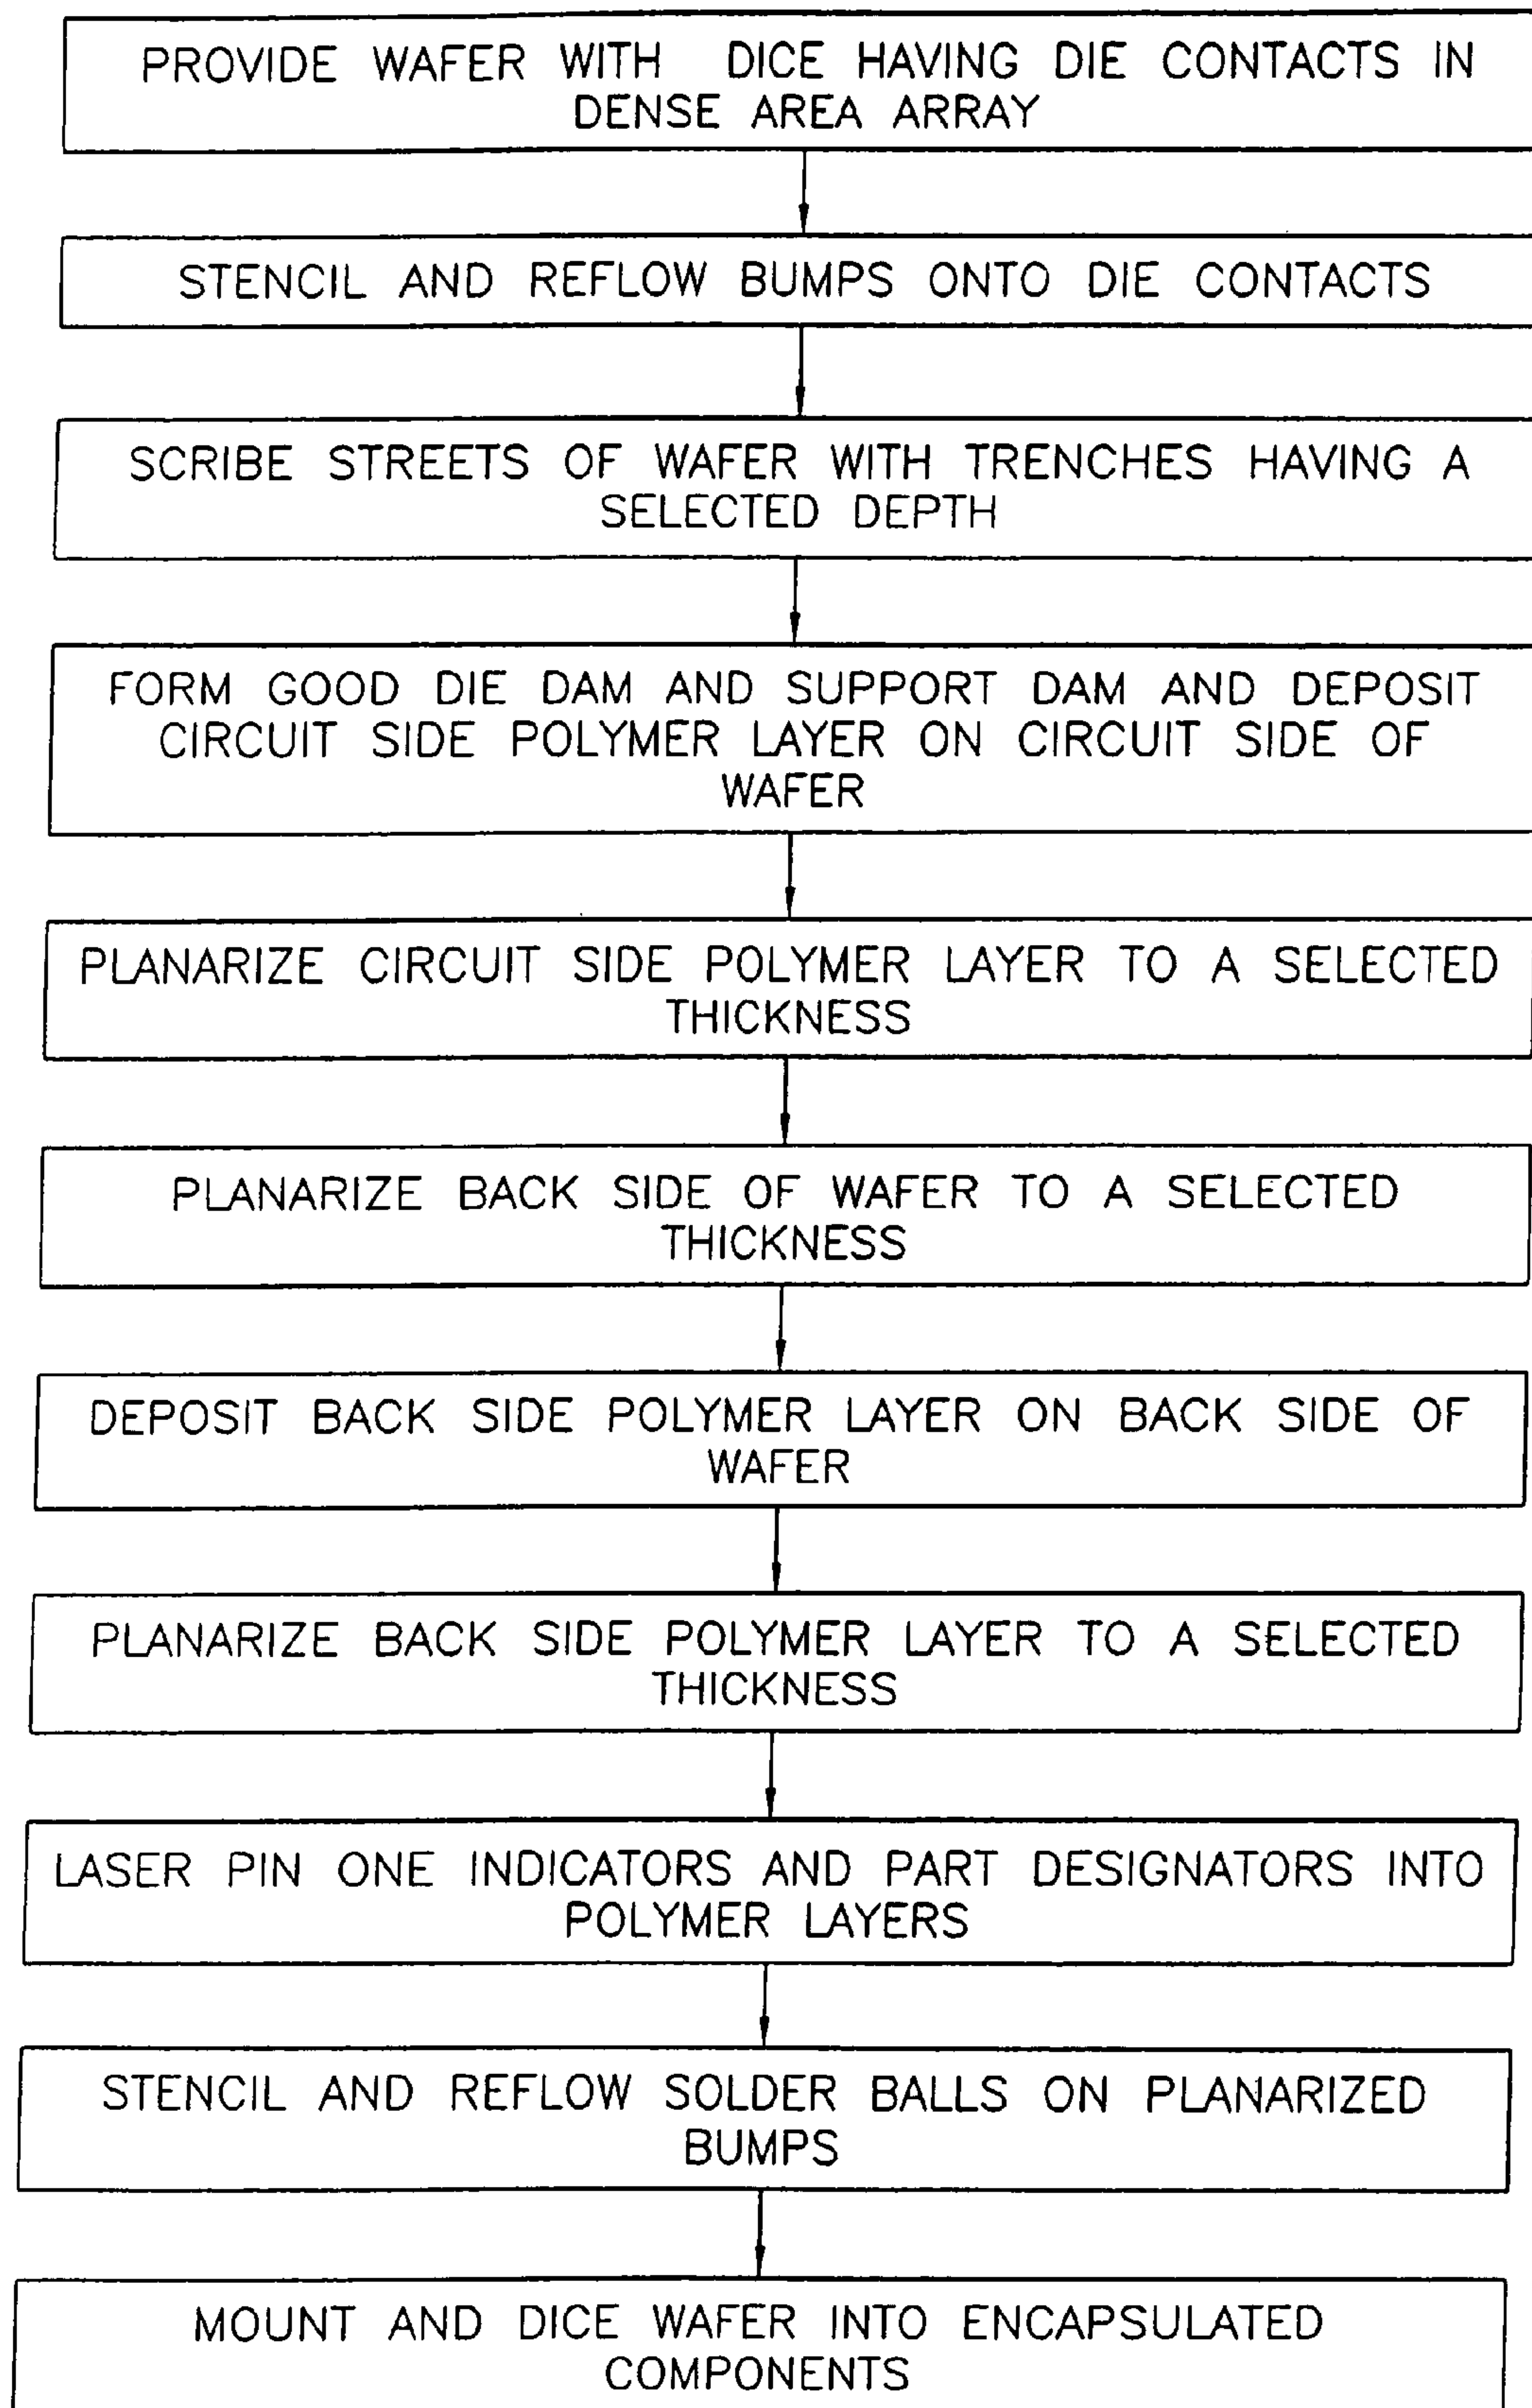 PROVIDE WAFER WITH DICE HAVING DIE CONTACTS IN
DENSE AREA ARRAY
STENCIL AND REFLOW BUMPS ONTO DIE CONTACTS
SCRIBE STREETS OF WAFER WITH TRENCHES HAVING A
SELECTED DEPTH
FORM GOOD DIE DAM AND SUPPORT DAM AND DEPOSIT
CIRCUIT SIDE POLYMER LAYER ON CIRCUIT SIDE OF
WAFER
PLANARIZE CIRCUIT SIDE POLYMER LAYER TO A SELECTED
THICKNESS
PLANARIZE BACK SIDE OF WAFER TO A SELECTED
THICKNESS
DEPOSIT BACK SIDE POLYMER LAYER ON BACK SIDE OF
WAFER
PLANARIZE BACK SIDE POLYMER LAYER TO A SELECTED
THICKNESS
LASER PIN ONE INDICATORS AND PART DESIGNATORS INTO
POLYMER LAYERS
STENCIL AND REFLOW SOLDER BALLS ON PLANARIZED
BUMPS
MOUNT AND DICE WAFER INTO ENCAPSULATED
COMPONENTS